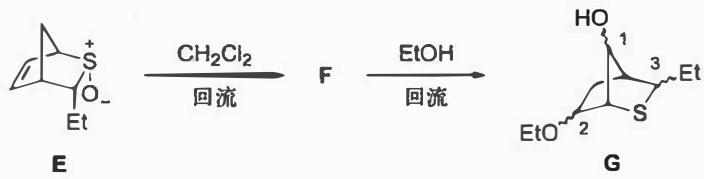 HO
1
+
S
O
−
Et
CH₂Cl₂
回流
F
EtOH
回流
3
Et
S
EtO
2
E
G